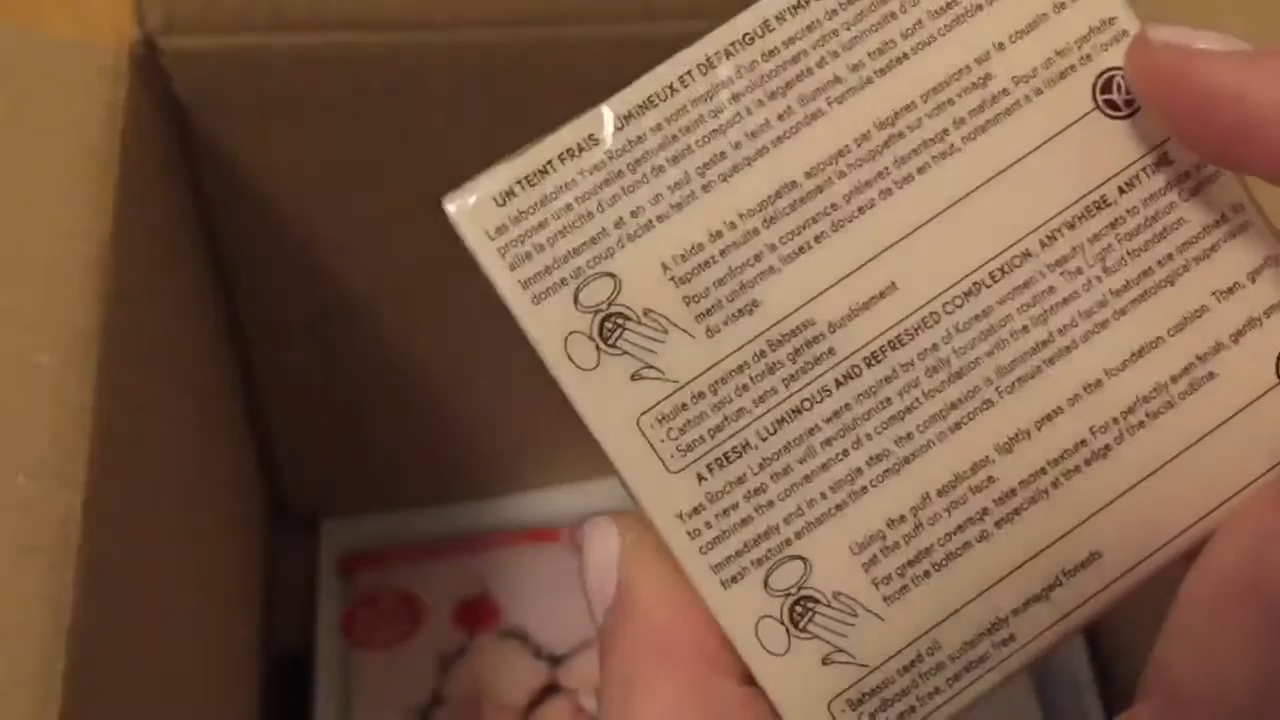 UN TEINT FRAIS, LUMINEUX ET DÉFATIGUÉ N'IMPO
Les laboratoires Yves Rocher se sont inspirés d'un des secrets de be
proposer une nouvelle gestuelle teint qui révolutionnera votre quotidien
allie la praticité d'un fond de teint compact à la légèreté et la luminosité d'u
Immédiatement et en un seul geste le teint est illuminé, les traits sont lissés.
donne un coup d'éclat au teint en quelques secondes. Formule testée sous contrôle
A l'aide de la houppette, appuyez par légères pressions sur le coussin de
Tapotez ensuite délicatement la houppette sur votre visage.
Pour renforcer la couvrance, prélevez davantage de matière. Pour un fini parfaite-
ment uniforme, lissez en douceur de bas en haut, notamment à la lisière de l'ovale
du visage.
• Huile de graines de Babassu
• Carton issu de forêts gérées durablement
• Sans parfum, sans parabène
A FRESH, LUMINOUS AND REFRESHED COMPLEXION, ANYWHERE, ANYTIME
Yves Rocher Laboratories were inspired by one of Korean women's beauty secrets to introduce
to a new step that will revolutionize your daily foundation routine. The Light Foundation Cushion
combines the convenience of a compact foundation with the lightness of a fluid foundation.
Immediately and in a single step, the complexion is illuminated and facial features are smoothed. Its
fresh texture enhances the complexion in seconds. Formula tested under dermatological supervision
Using the puff applicator, lightly press on the foundation cushion. Then, gently
pat the puff on your face.
For greater coverage, take more texture. For a perfectly even finish, gently
from the bottom up, especially at the edge of the facial outline.
• Babassu seed oil
Cardboard from sustainably managed forests
free, paraben free